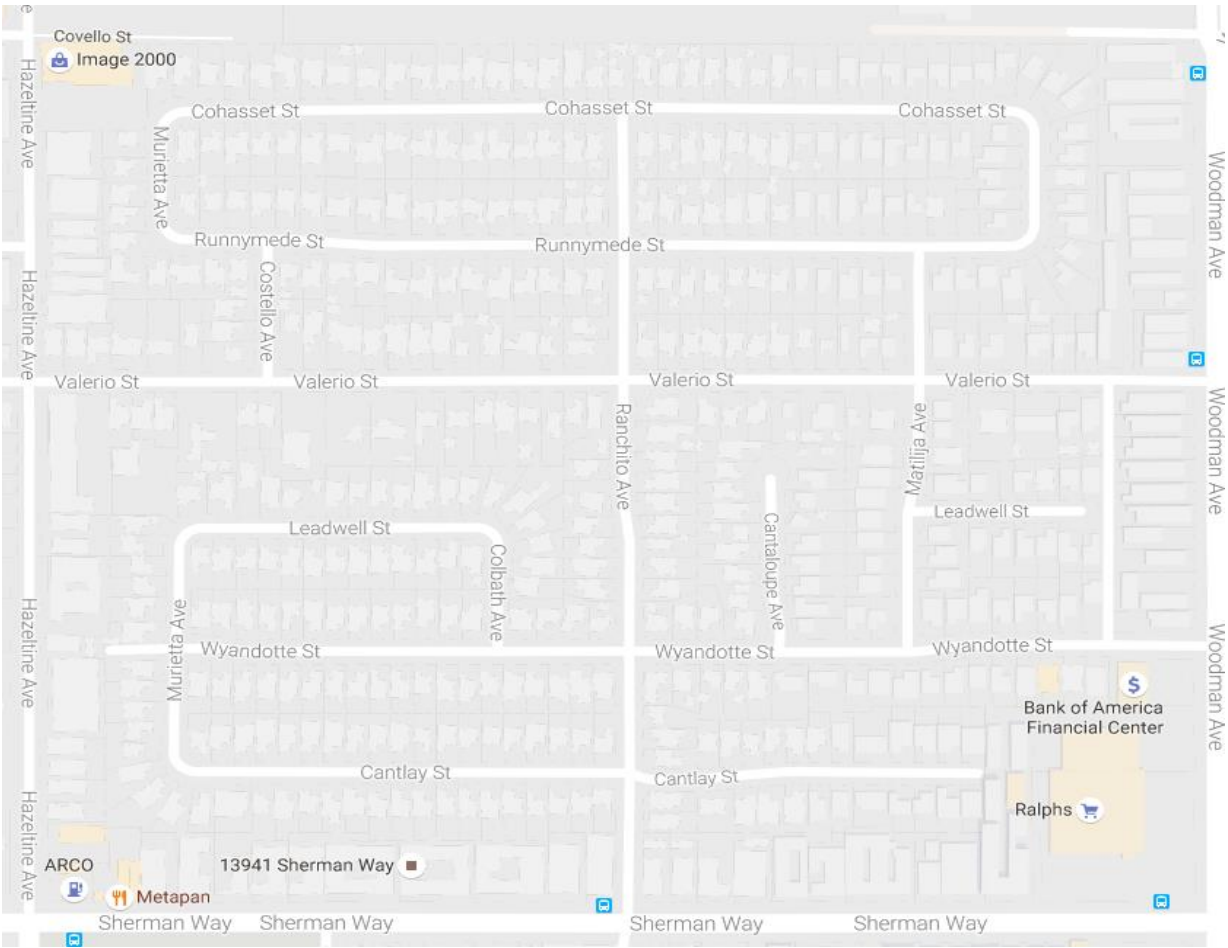 Covello St
Image 2000
Hazeltine Ave
Murietta Ave
Cohasset St
Cohasset St
Cohasset St
Woodman Ave
Runnymede St
Runnymede St
Hazeltine Ave
Costello Ave
Valerio St
Valerio St
Valerio St
Valerio St
Ranchito Ave
Matilija Ave
Woodman Ave
Leadwell St
Leadwell St
Colbath Ave
Cantaloupe Ave
Hazeltine Ave
Murietta Ave
Wyandotte St
Wyandotte St
Wyandotte St
Woodman Ave
$
Bank of America
Financial Center
Cantlay St
Cantlay St
Ralphs
Hazeltine Ave
ARCO
13941 Sherman Way
Metapan
Sherman Way
Sherman Way
Sherman Way
Sherman Way